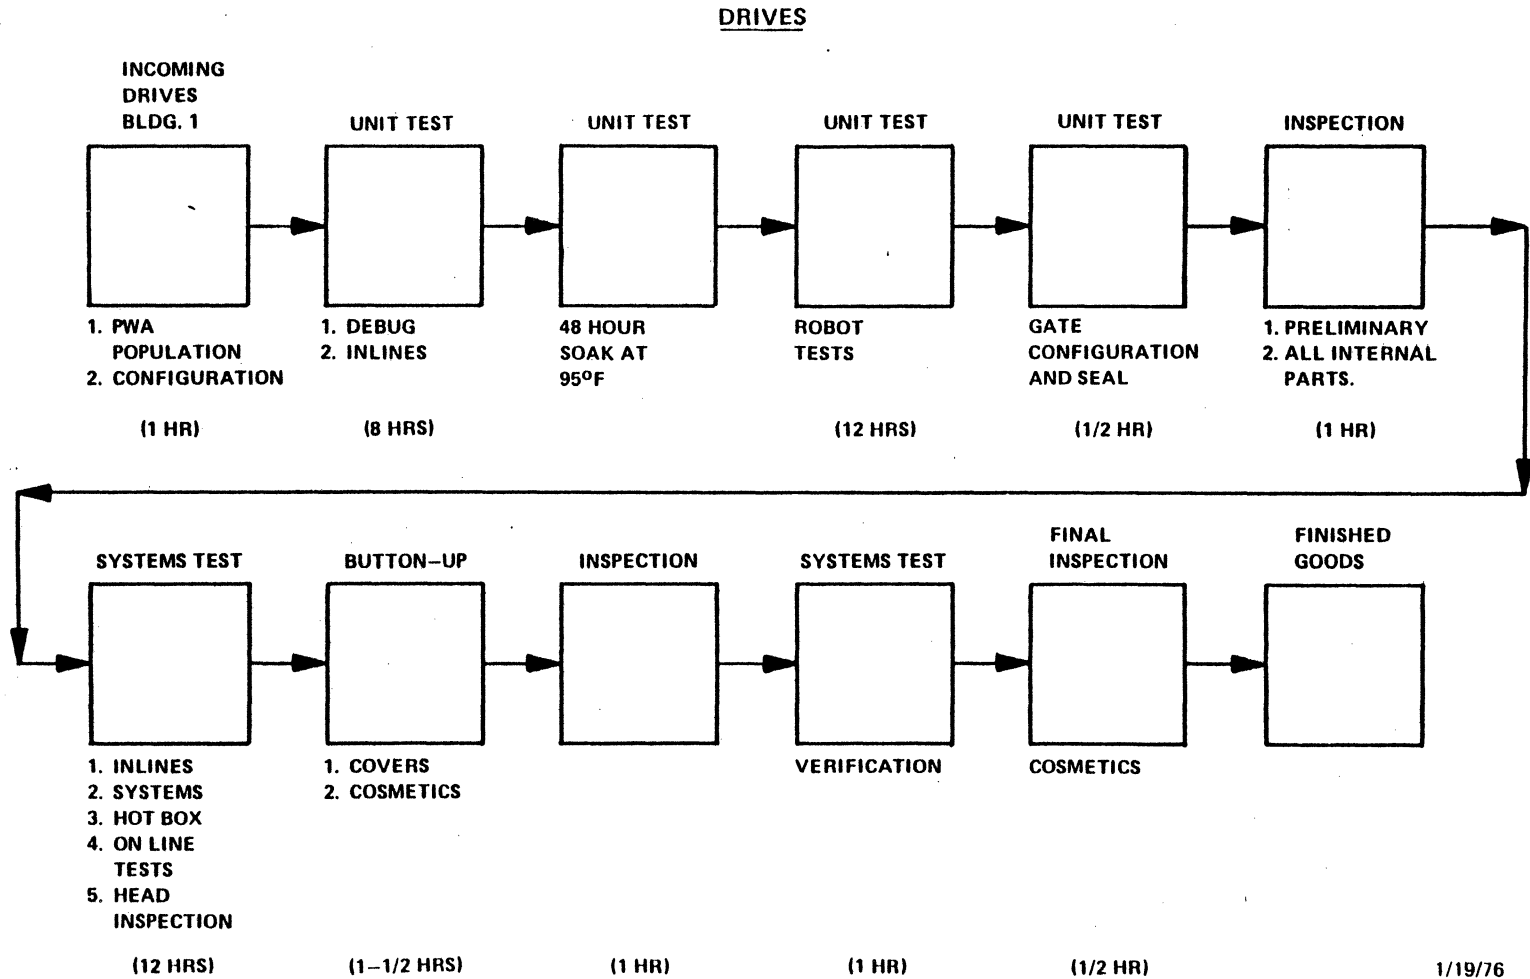 DRIVES
INCOMING
DRIVES
BLDG. 1
UNIT TEST
UNIT TEST
UNIT TEST
UNIT TEST
INSPECTION
1. PWA
POPULATION
2. CONFIGURATION
(1 HR)
1. DEBUG
2. INLINES
(8 HRS)
48 HOUR
SOAK AT
95ºF
ROBOT
TESTS
(12 HRS)
GATE
CONFIGURATION
AND SEAL
(1/2 HR)
1. PRELIMINARY
2. ALL INTERNAL
PARTS.
(1 HR)
SYSTEMS TEST
BUTTON–UP
INSPECTION
SYSTEMS TEST
FINAL
INSPECTION
FINISHED
GOODS
1. INLINES
2. SYSTEMS
3. HOT BOX
4. ON LINE
TESTS
5. HEAD
INSPECTION
(12 HRS)
1. COVERS
2. COSMETICS
(1–1/2 HRS)
(1 HR)
VERIFICATION
(1 HR)
COSMETICS
(1/2 HR)
1/19/76